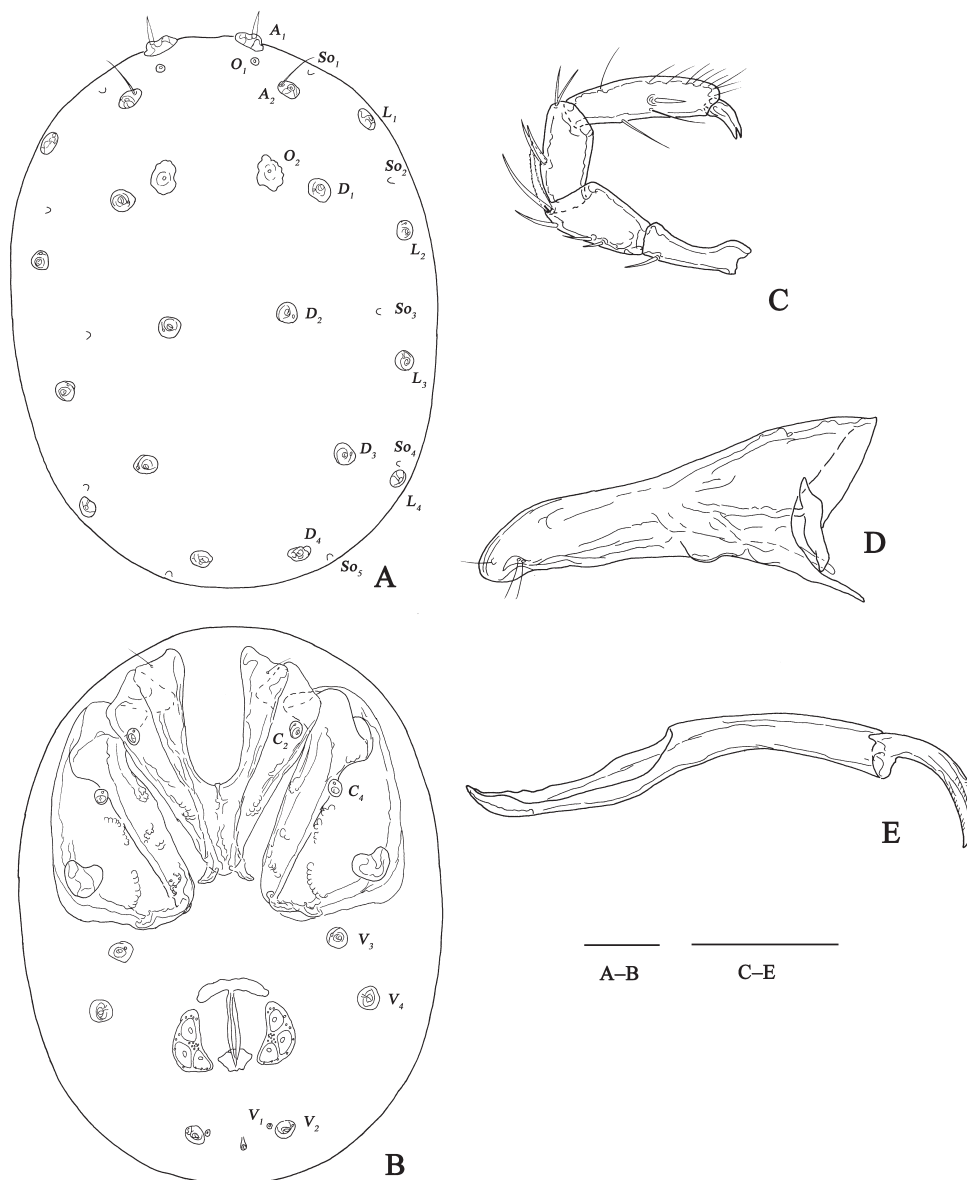 A₁
So₁
O₁
A₂
L₁
O₂
So₂
D₁
L₂
D₂
So₃
L₃
D₃
So₄
L₄
D₄
So₅
A
C₂
C₄
V₃
V₄
V₁
V₂
B
C
D
E
A–B
C–E